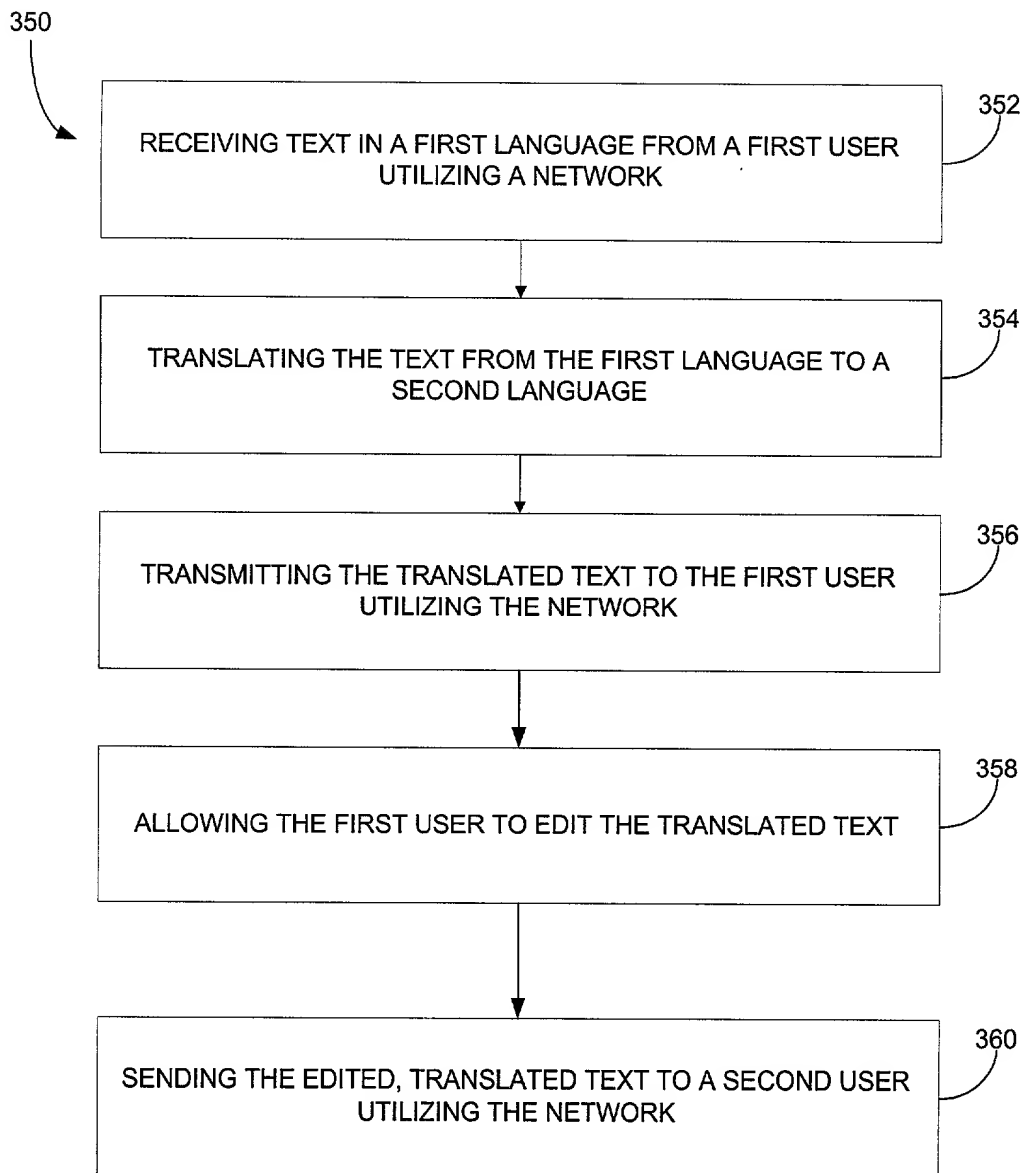 350
352
RECEIVING TEXT IN A FIRST LANGUAGE FROM A FIRST USER
UTILIZING A NETWORK
354
TRANSLATING THE TEXT FROM THE FIRST LANGUAGE TO A
SECOND LANGUAGE
356
TRANSMITTING THE TRANSLATED TEXT TO THE FIRST USER
UTILIZING THE NETWORK
358
ALLOWING THE FIRST USER TO EDIT THE TRANSLATED TEXT
360
SENDING THE EDITED, TRANSLATED TEXT TO A SECOND USER
UTILIZING THE NETWORK